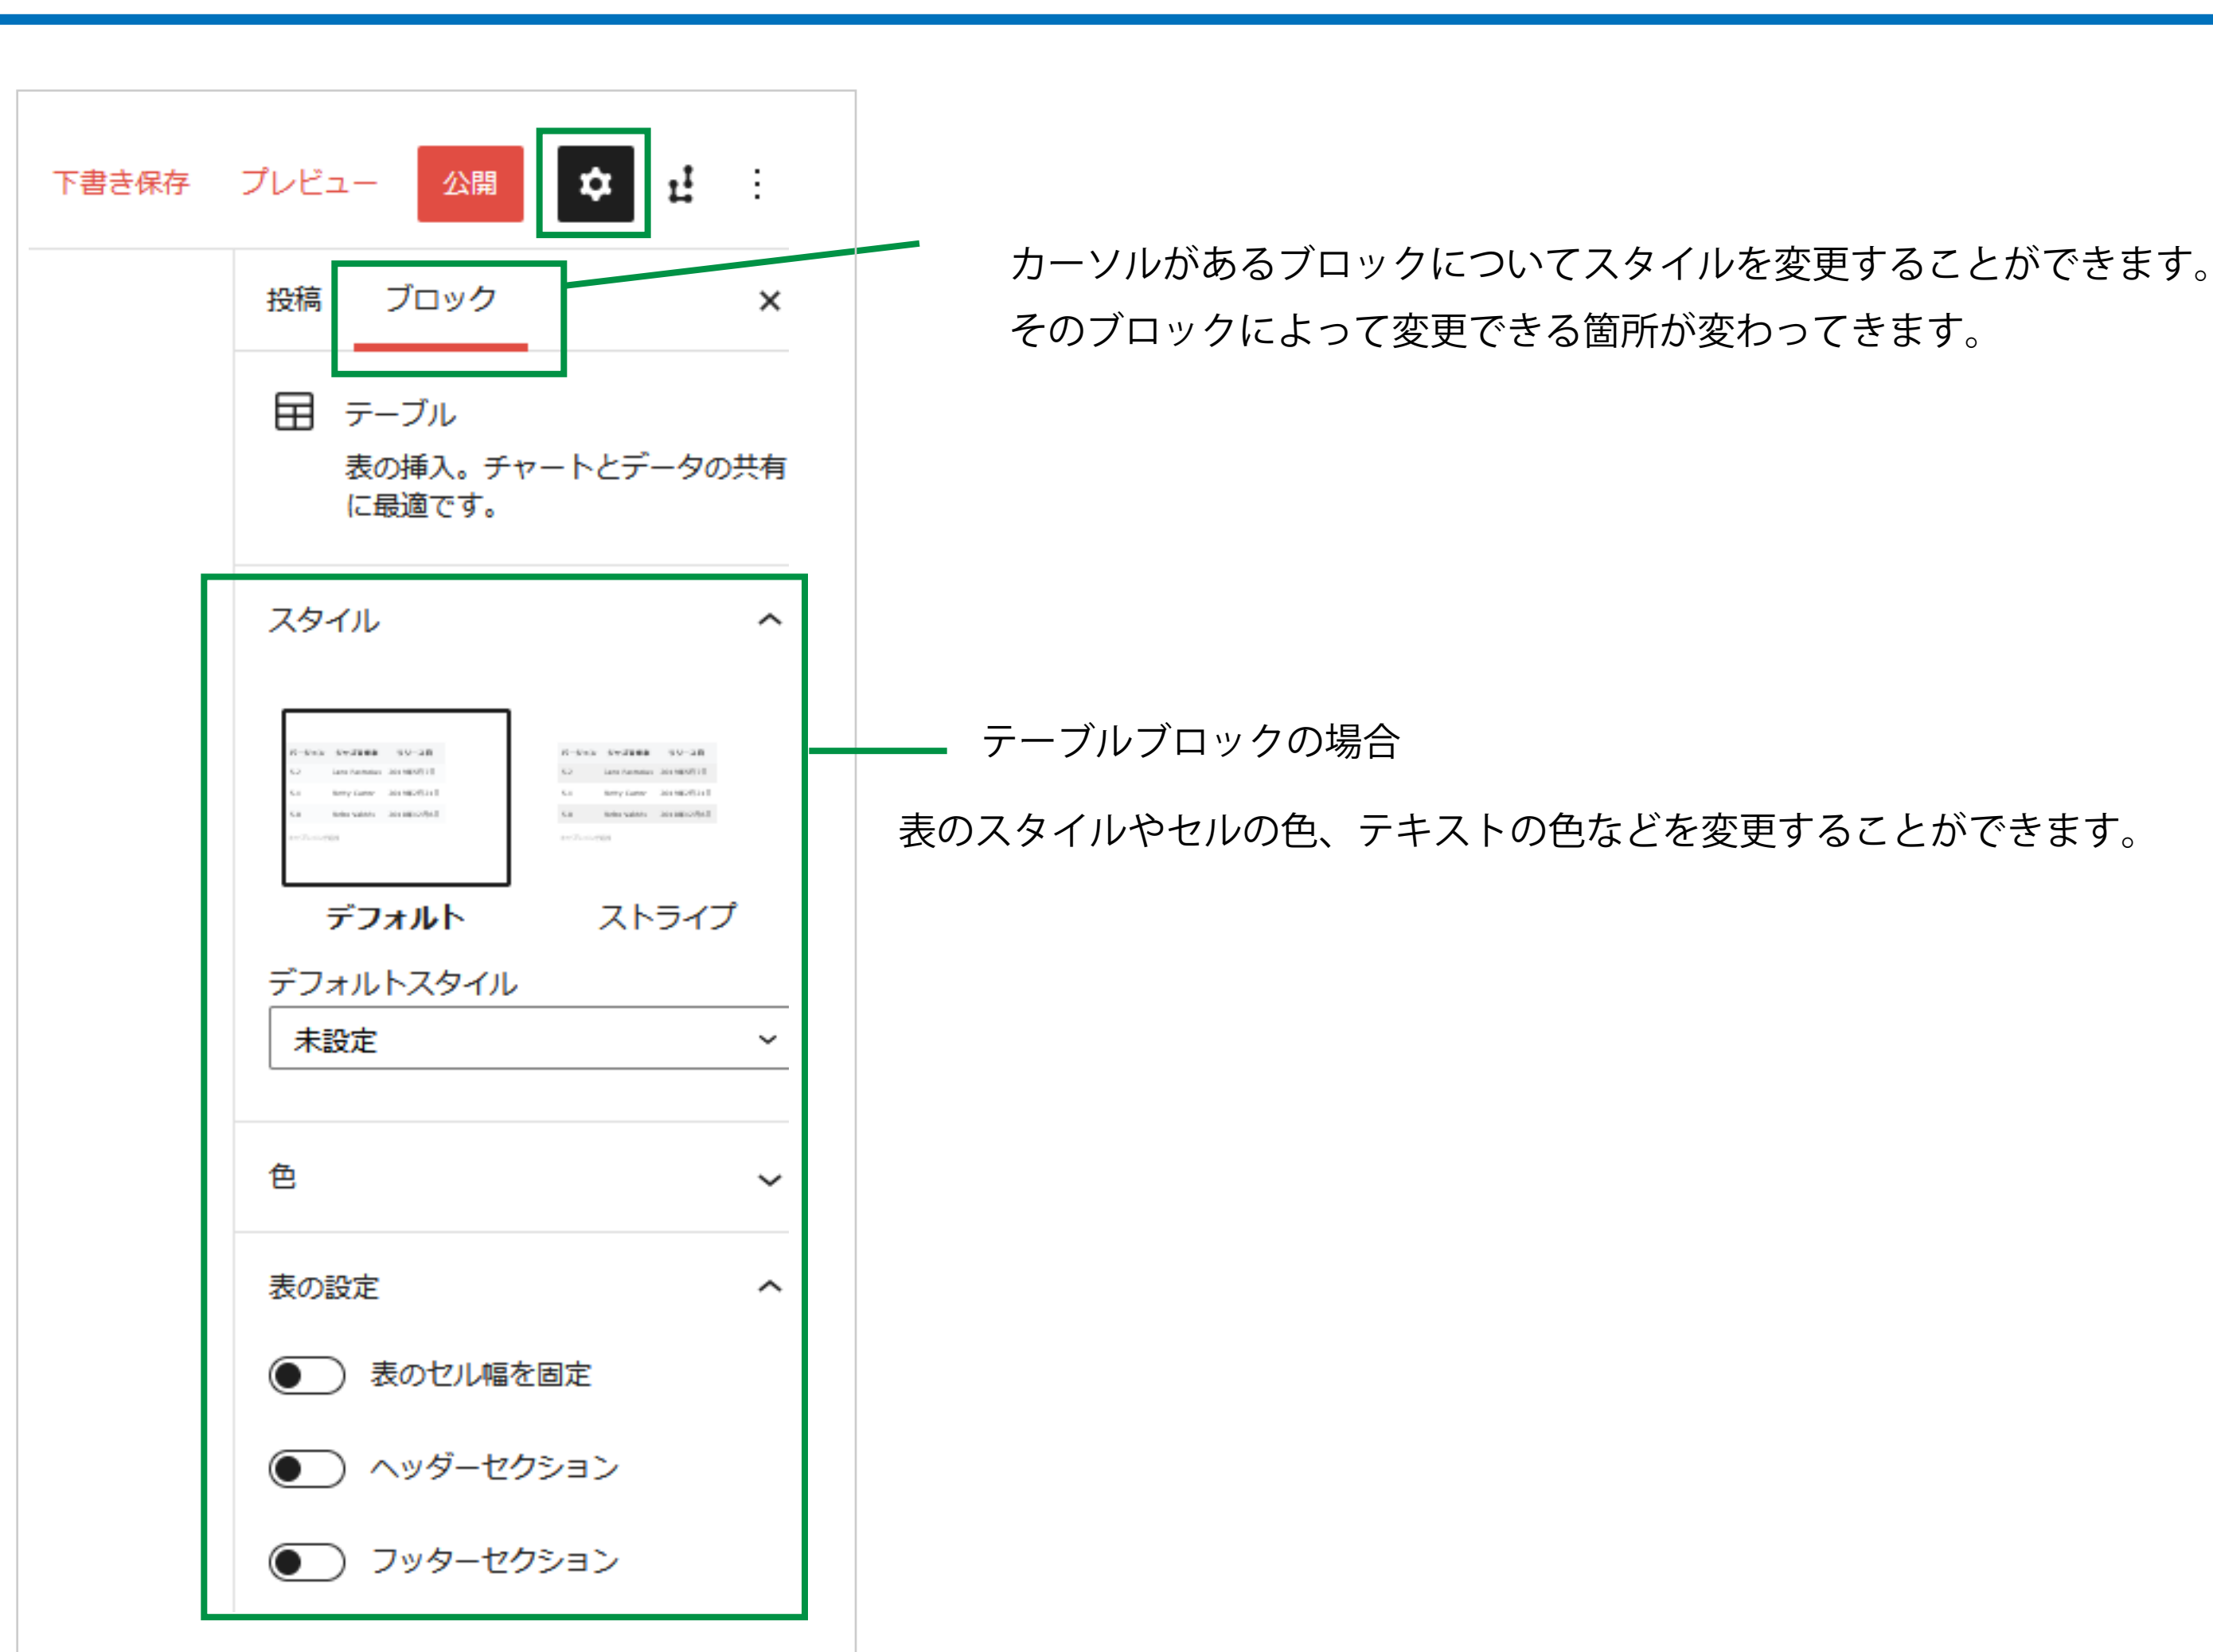 下書き保存 プレビュー 公開
投稿 ブロック
カーソルがあるブロックについてスタイルを変更することができます。
そのブロックによって変更できる箇所が変わってきます。
テーブル
表の挿入。チャートとデータの共有
に最適です。
スタイル
デフォルト ストライプ
デフォルトスタイル
未設定
色
表の設定
表のセル幅を固定
ヘッダーセクション
フッターセクション
テーブルブロックの場合
表のスタイルやセルの色、テキストの色などを変更することができます。